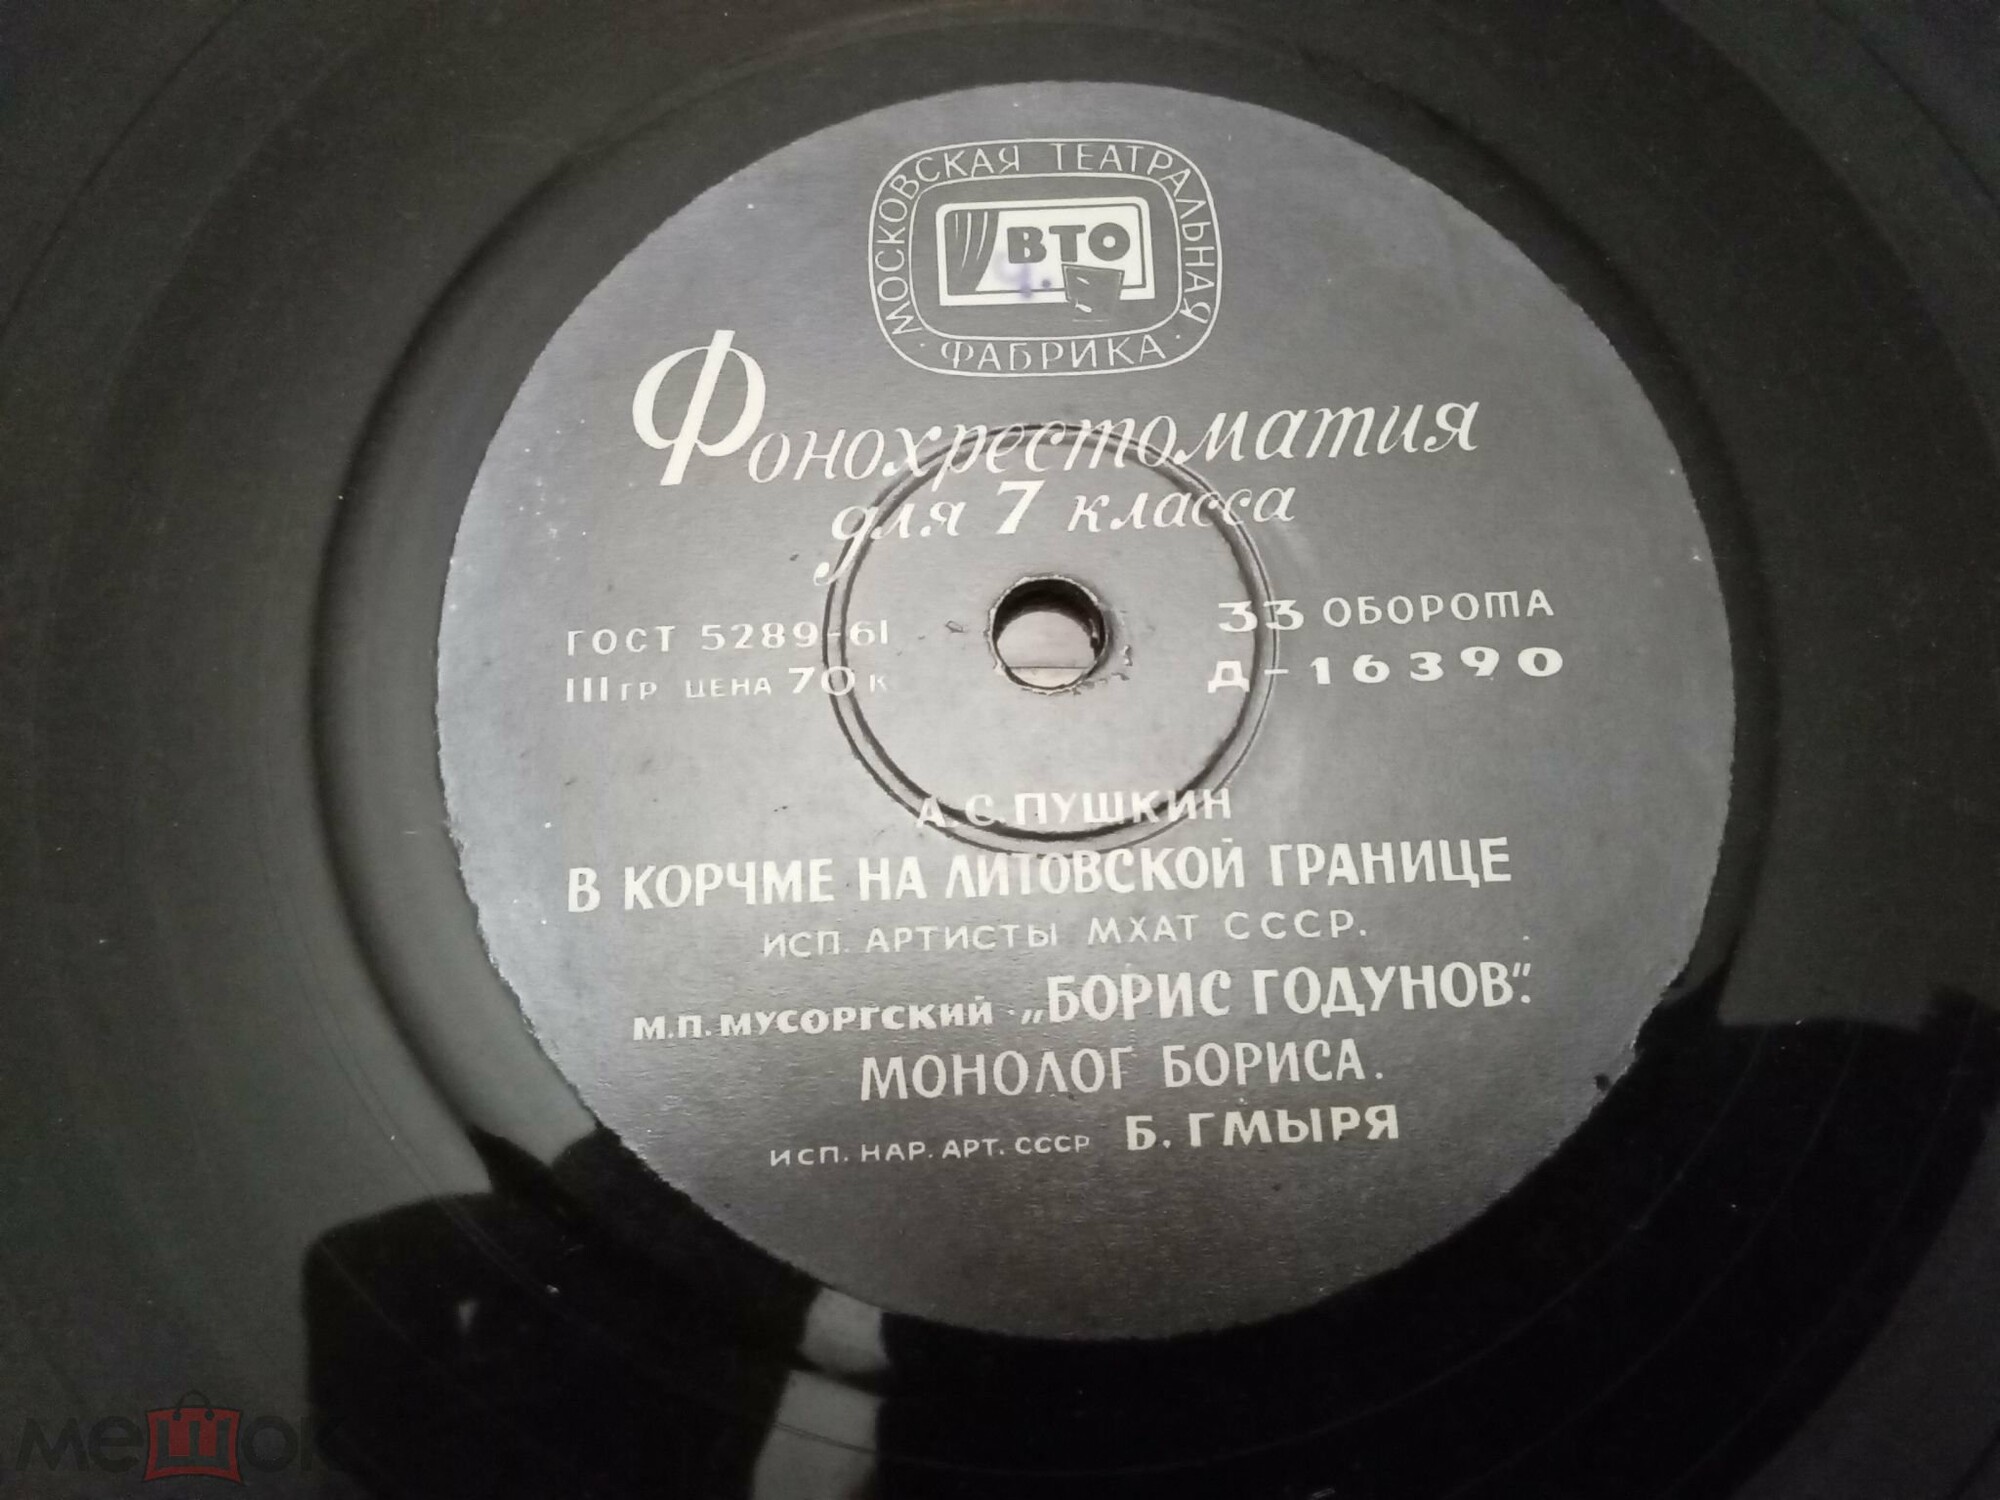 МОСКОВСКАЯ ТЕАТРАЛЬНАЯ
· ФАБРИКА ·
ВТО
Фонохрестоматия
для 7 класса
ГОСТ 5289-61
III ГР ЦЕНА 70 К
33 ОБОРОТА
Д-16390
А.С.ПУШКИН
В КОРЧМЕ НА ЛИТОВСКОЙ ГРАНИЦЕ
ИСП. АРТИСТЫ МХАТ СССР.
М.П.МУСОРГСКИЙ „БОРИС ГОДУНОВ":
МОНОЛОГ БОРИСА.
ИСП. НАР. АРТ. СССР Б. ГМЫРЯ
мешок